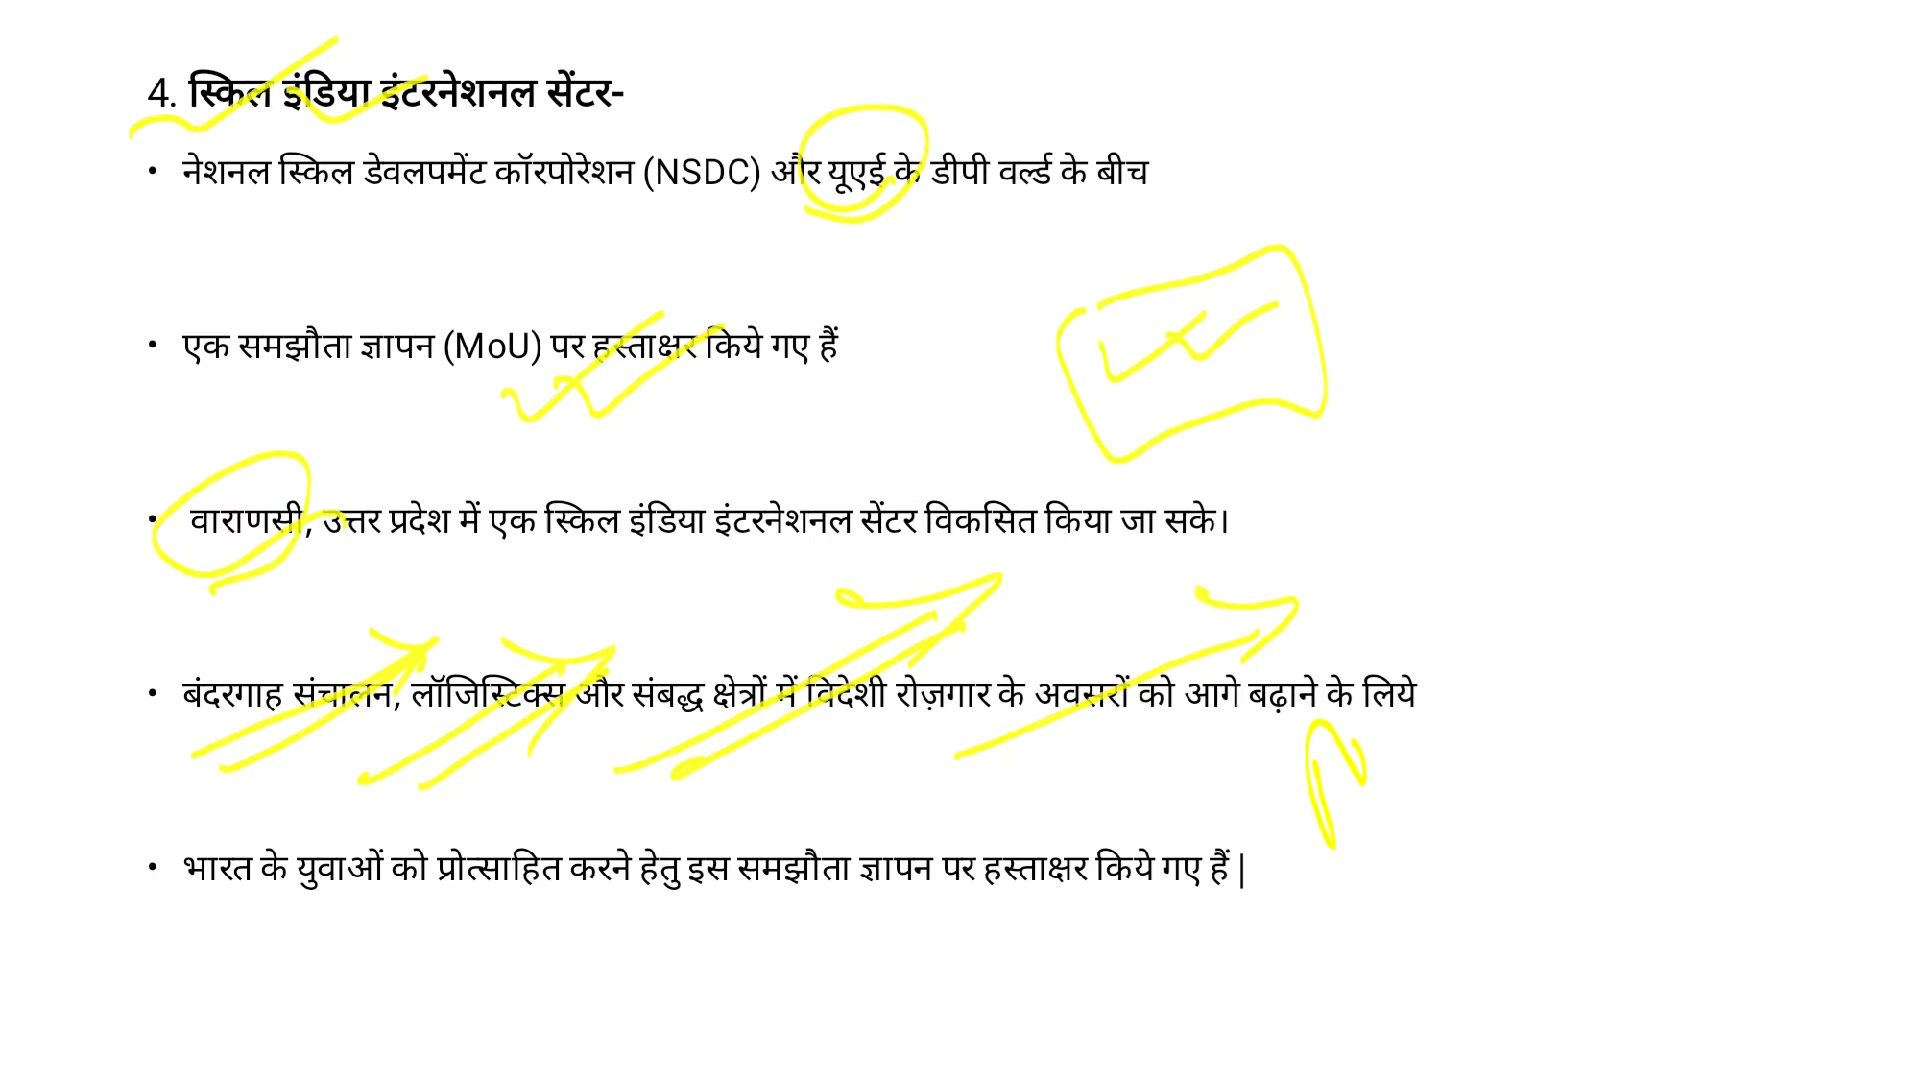 4. स्किल इंडिया इंटरनेशनल सेंटर-
• नेशनल स्किल डेवलपमेंट कॉरपोरेशन (NSDC) और यूएई के डीपी वर्ल्ड के बीच
• एक समझौता ज्ञापन (MoU) पर हस्ताक्षर किये गए हैं
• वाराणसी, उत्तर प्रदेश में एक स्किल इंडिया इंटरनेशनल सेंटर विकसित किया जा सके।
• बंदरगाह संचालन, लॉजिस्टिक्स और संबद्ध क्षेत्रों में विदेशी रोज़गार के अवसरों को आगे बढ़ाने के लिये
• भारत के युवाओं को प्रोत्साहित करने हेतु इस समझौता ज्ञापन पर हस्ताक्षर किये गए हैं |